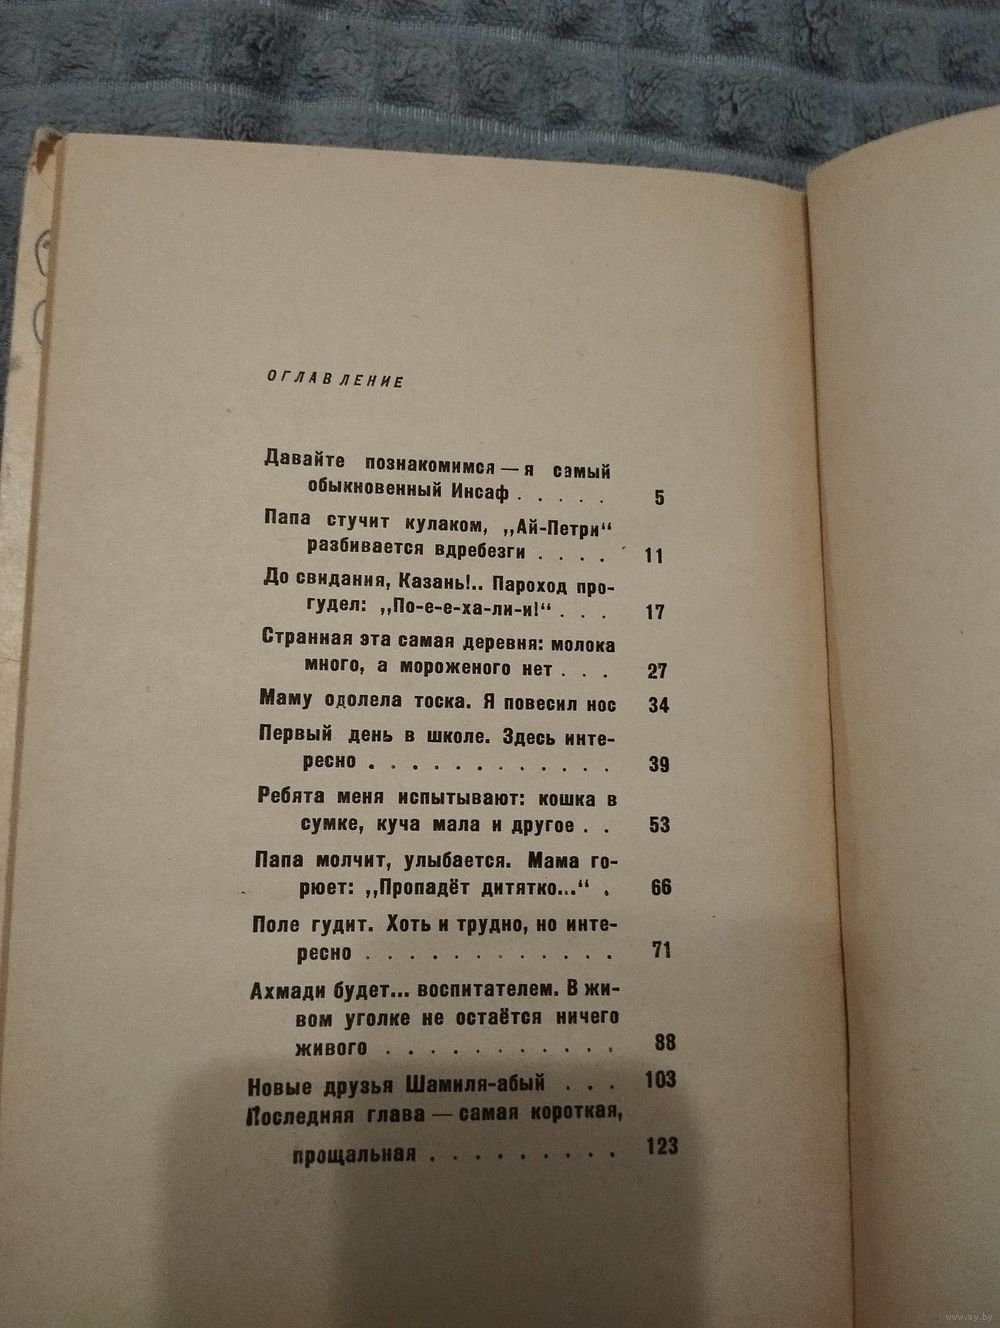 ОГЛАВЛЕНИЕ
Давайте познакомимся — я самый
обыкновенный Инсаф . . . . . 5
Папа стучит кулаком, „Ай-Петри“
разбивается вдребезги . . . . 11
До свидания, Казань!.. Пароход про-
гудел: „По-е-е-ха-ли-и!“ . . . 17
Странная эта самая деревня: молока
много, а мороженого нет . . . 27
Маму одолела тоска. Я повесил нос 34
Первый день в школе. Здесь инте-
ресно . . . . . . . . . . . 39
Ребята меня испытывают: кошка в
сумке, куча мала и другое . . 53
Папа молчит, улыбается. Мама го-
рюет: „Пропадёт дитятко...“ . 66
Поле гудит. Хоть и трудно, но инте-
ресно . . . . . . . . . . . 71
Ахмади будет... воспитателем. В жи-
вом уголке не остаётся ничего
живого . . . . . . . . . . . 88
Новые друзья Шамиля-абый . . . 103
Последняя глава — самая короткая,
прощальная . . . . . . . . . 123
www.ay.by